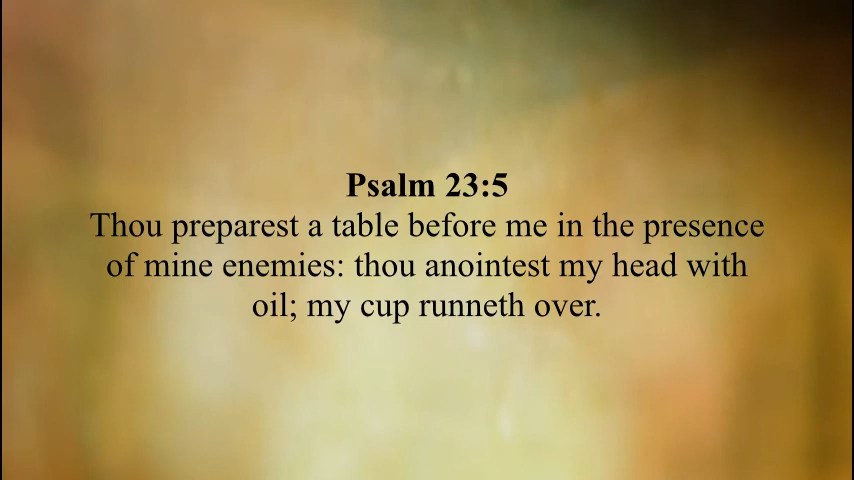 Psalm 23:5
Thou preparest a table before me in the presence
of mine enemies: thou anointest my head with
oil; my cup runneth over.